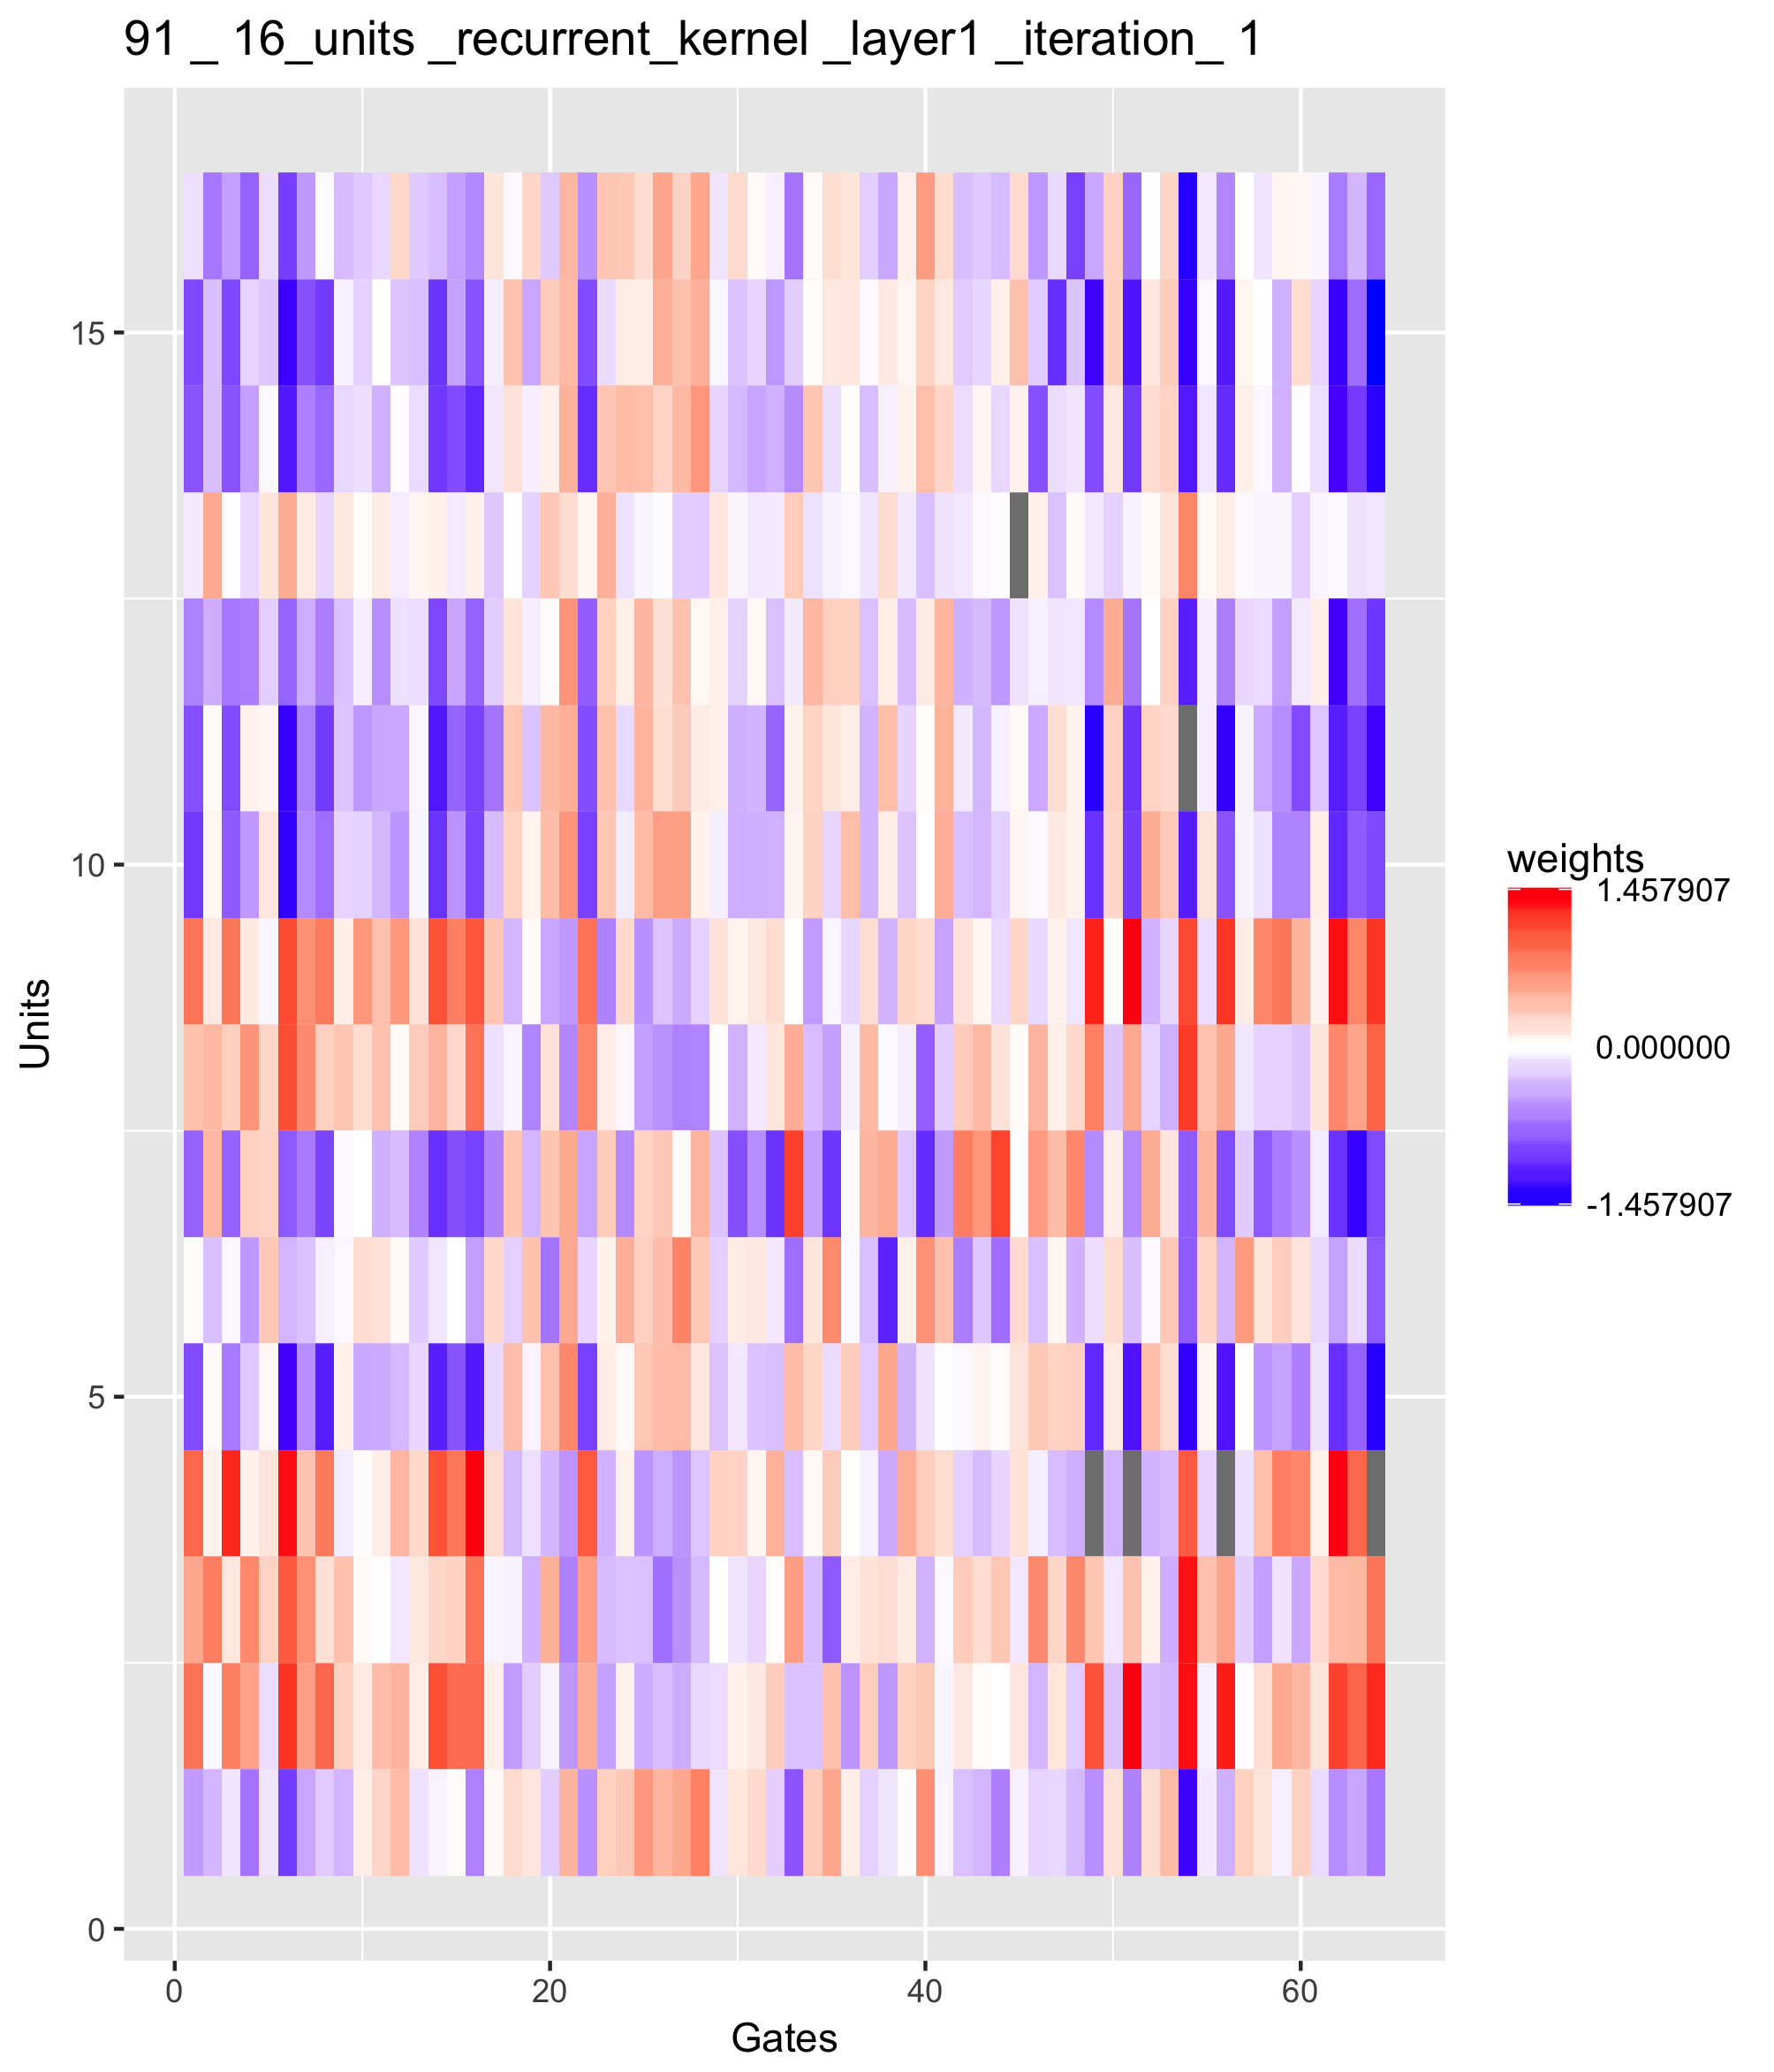 91 _ 16_units _recurrent_kernel _layer1 _iteration_ 1
15
10
5
0
Units
0 20 40 60
Gates
weights
1.457907
0.000000
-1.457907